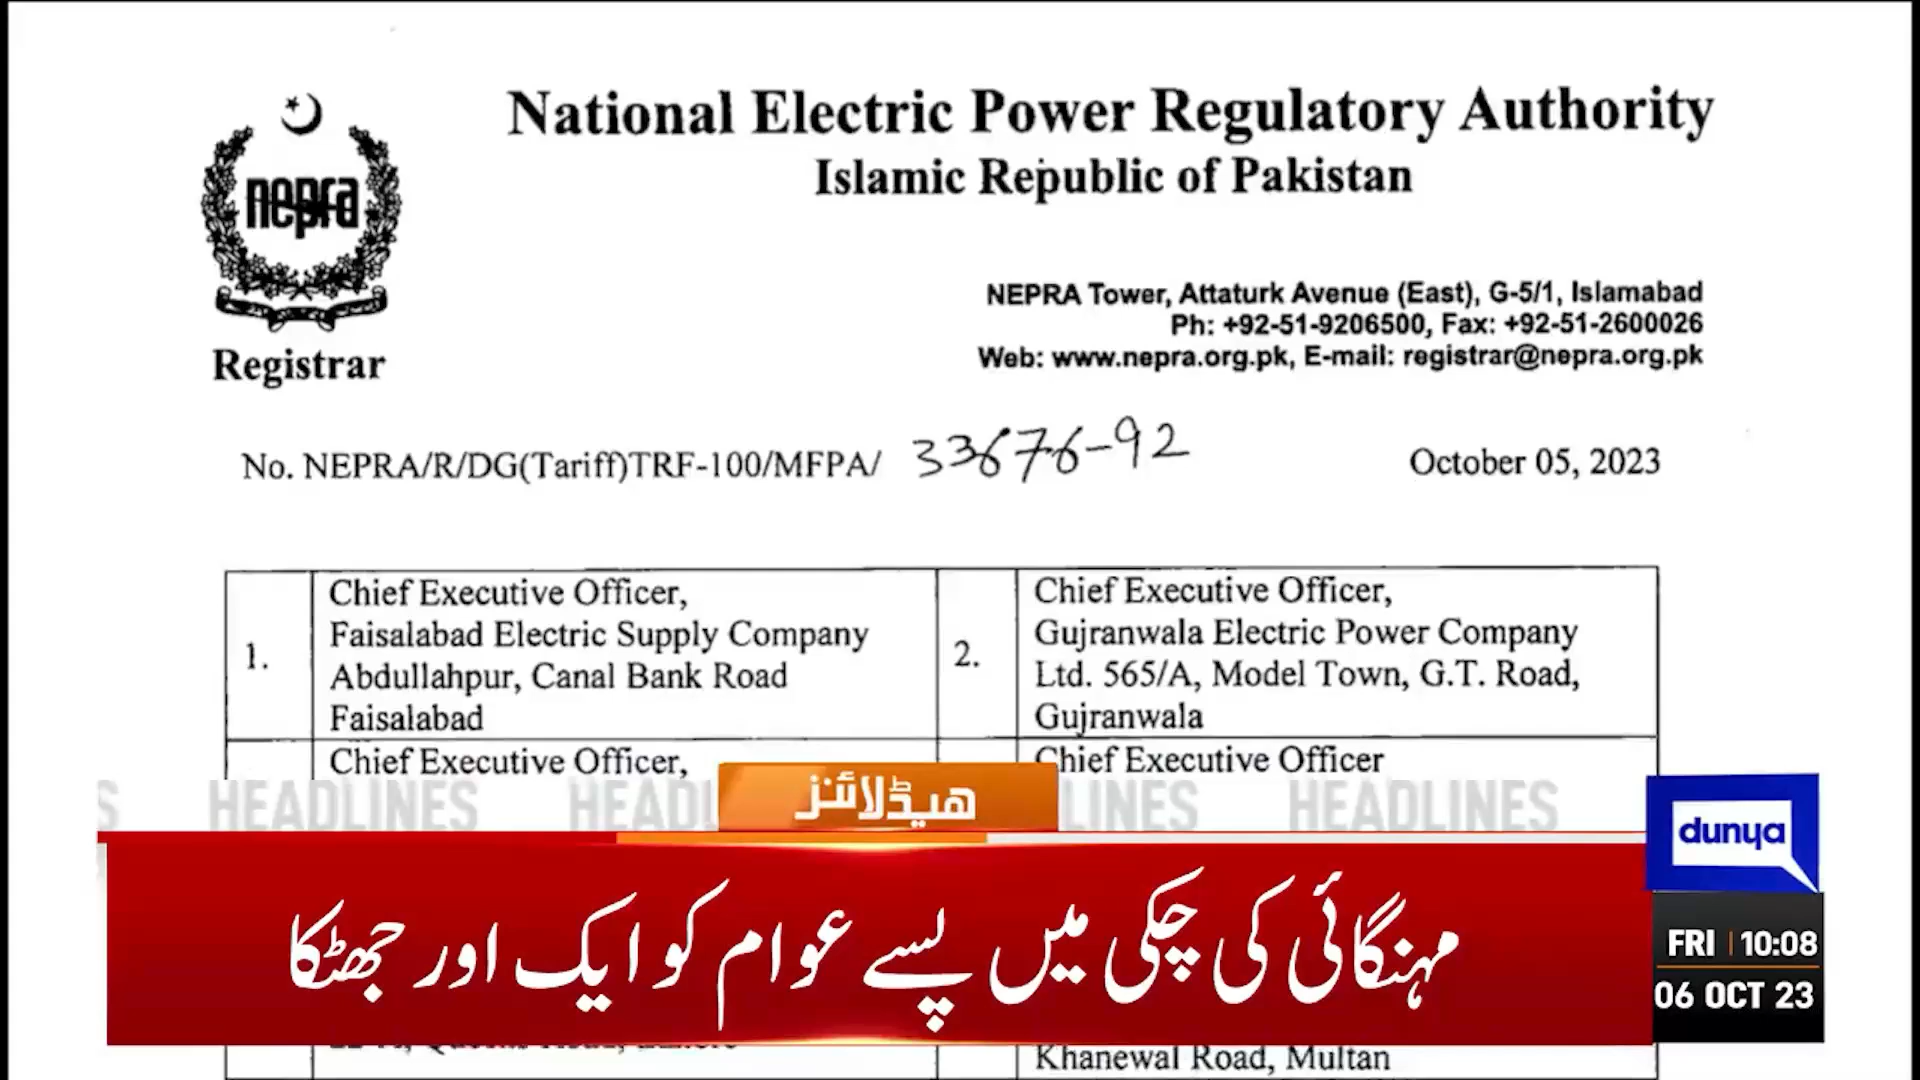 National Electric Power Regulatory Authority
Islamic Republic of Pakistan
nepra
Registrar
NEPRA Tower, Attaturk Avenue (East), G-5/1, Islamabad
Ph: +92-51-9206500, Fax: +92-51-2600026
Web: www.nepra.org.pk, E-mail: registrar@nepra.org.pk
No. NEPRA/R/DG(Tariff)TRF-100/MFPA/ 33676-92
October 05, 2023
1.
Chief Executive Officer,
Faisalabad Electric Supply Company
Abdullahpur, Canal Bank Road
Faisalabad
2.
Chief Executive Officer,
Gujranwala Electric Power Company
Ltd. 565/A, Model Town, G.T. Road,
Gujranwala
Chief Executive Officer,
Chief Executive Officer
HEADLINES HEADLINES HEADLINES
ھیڈلائنز
مہنگائی کی چکی میں پسے عوام کو ایک اور جھٹکا
dunya
FRI 10:08
06 OCT 23
Khanewal Road, Multan